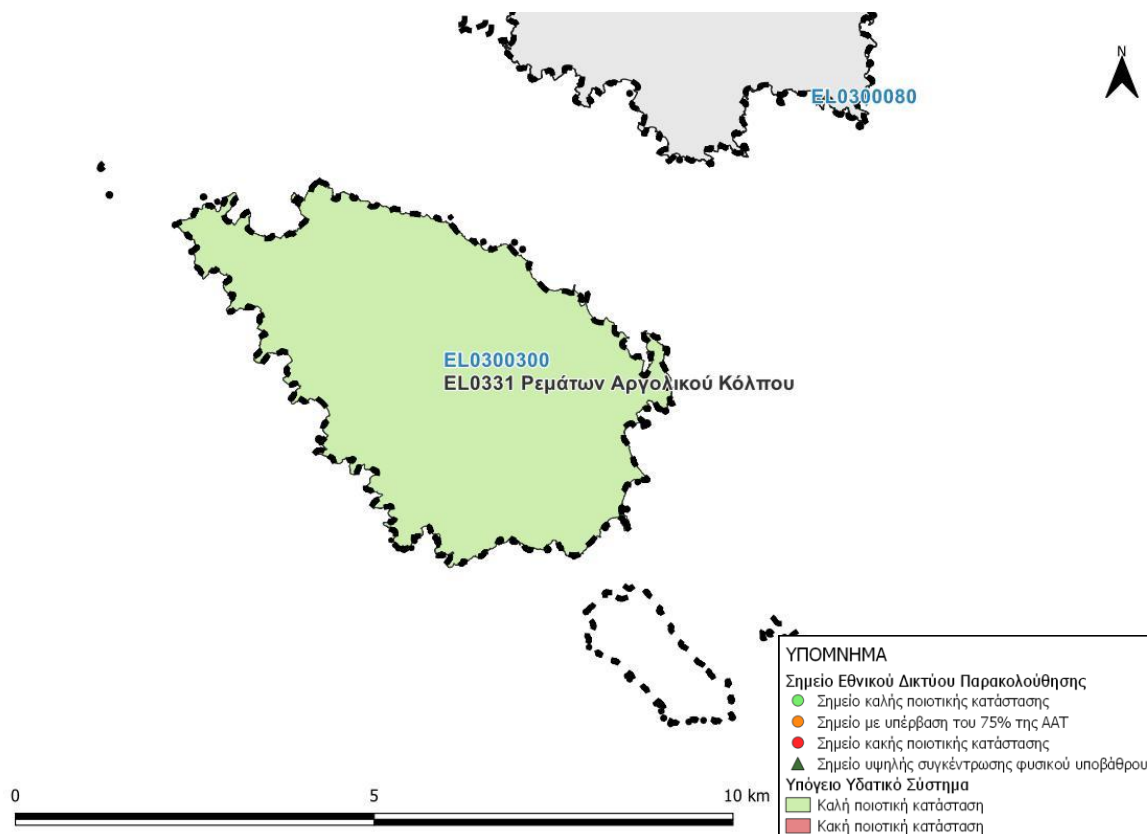 N
EL0300080
EL0300300
EL0331 Ρεμάτων Αργολικού Κόλπου
ΥΠΟΜΝΗΜΑ
Σημείο Εθνικού Δικτύου Παρακολούθησης
Σημείο καλής ποιοτικής κατάστασης
Σημείο με υπέρβαση του 75% της ΑΑΤ
Σημείο κακής ποιοτικής κατάστασης
Σημείο υψηλής συγκέντρωσης φυσικού υποβάθρου
Υπόγειο Υδατικό Σύστημα
Καλή ποιοτική κατάσταση
Κακή ποιοτική κατάσταση
0 5 10 km